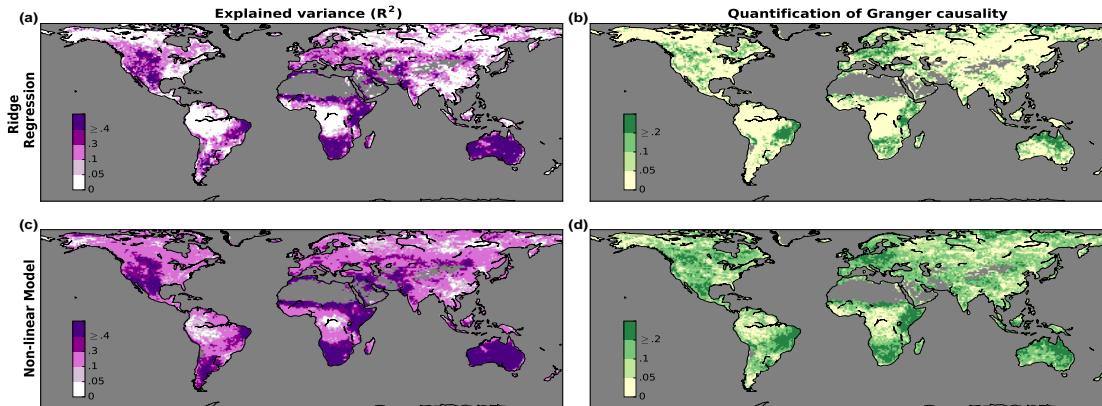 (a)
Explained variance (R²)
(b)
Quantification of Granger causality
Ridge
Regression
≥.4
.3
.1
.05
0
≥.2
.1
.05
0
(c)
(d)
Non-linear Model
≥.4
.3
.1
.05
0
≥.2
.1
.05
0